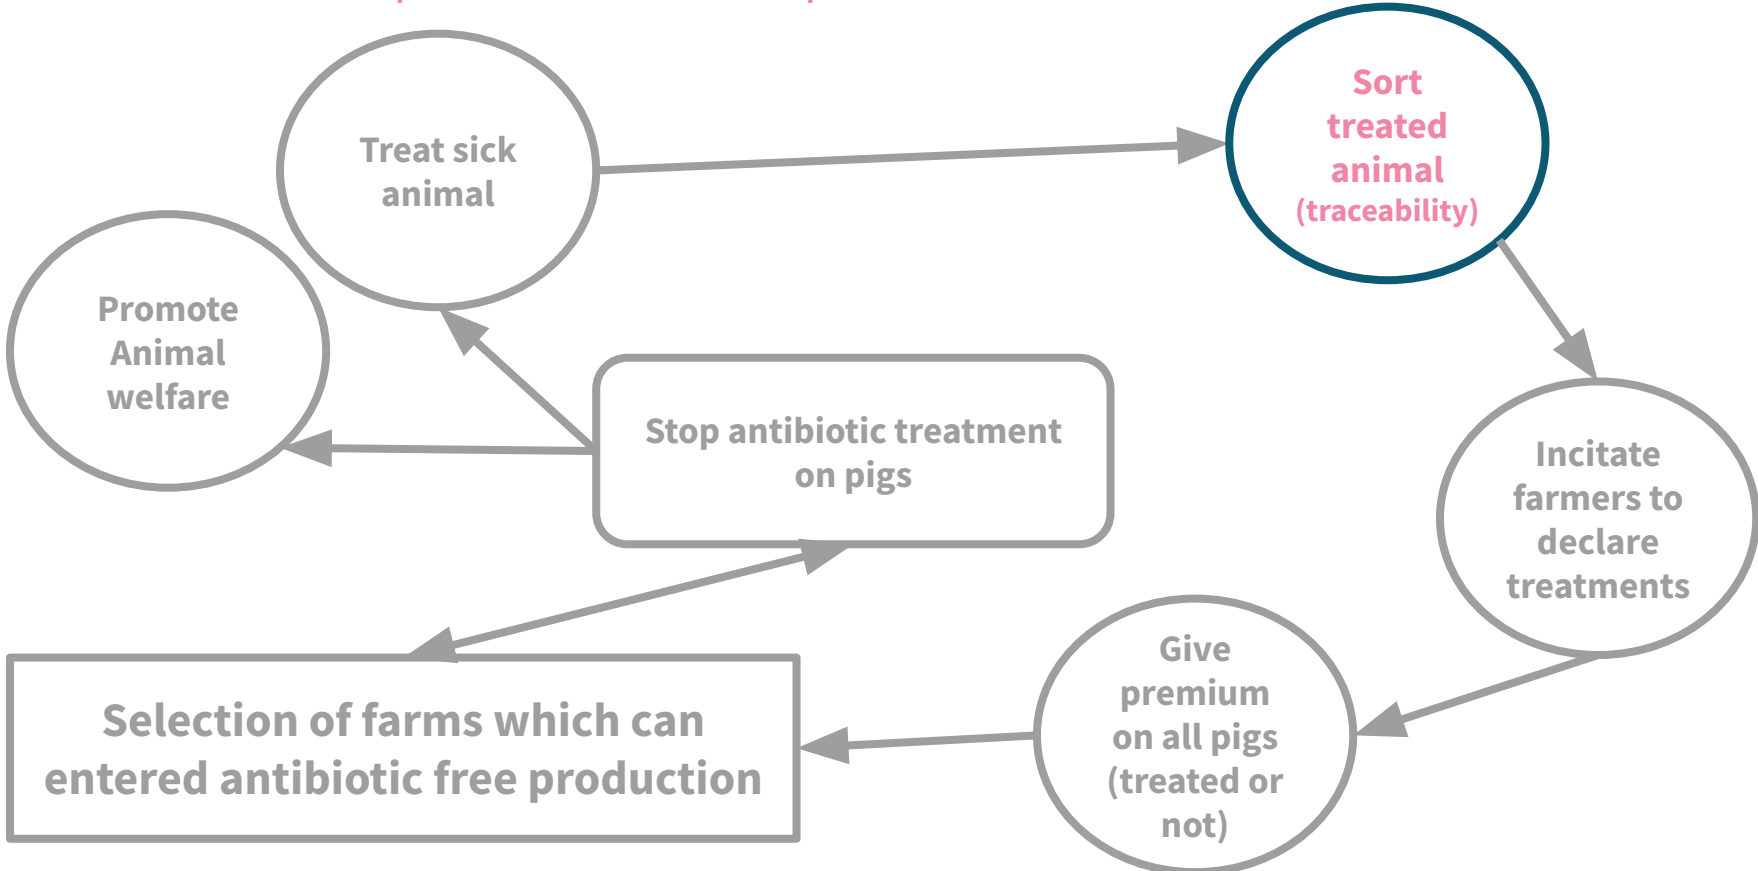 Sort
treated
animal
(traceability)
Treat sick
animal
Promote
Animal
welfare
Stop antibiotic treatment
on pigs
Incitate
farmers to
declare
treatments
Give
premium
on all pigs
(treated or
not)
Selection of farms which can
entered antibiotic free production